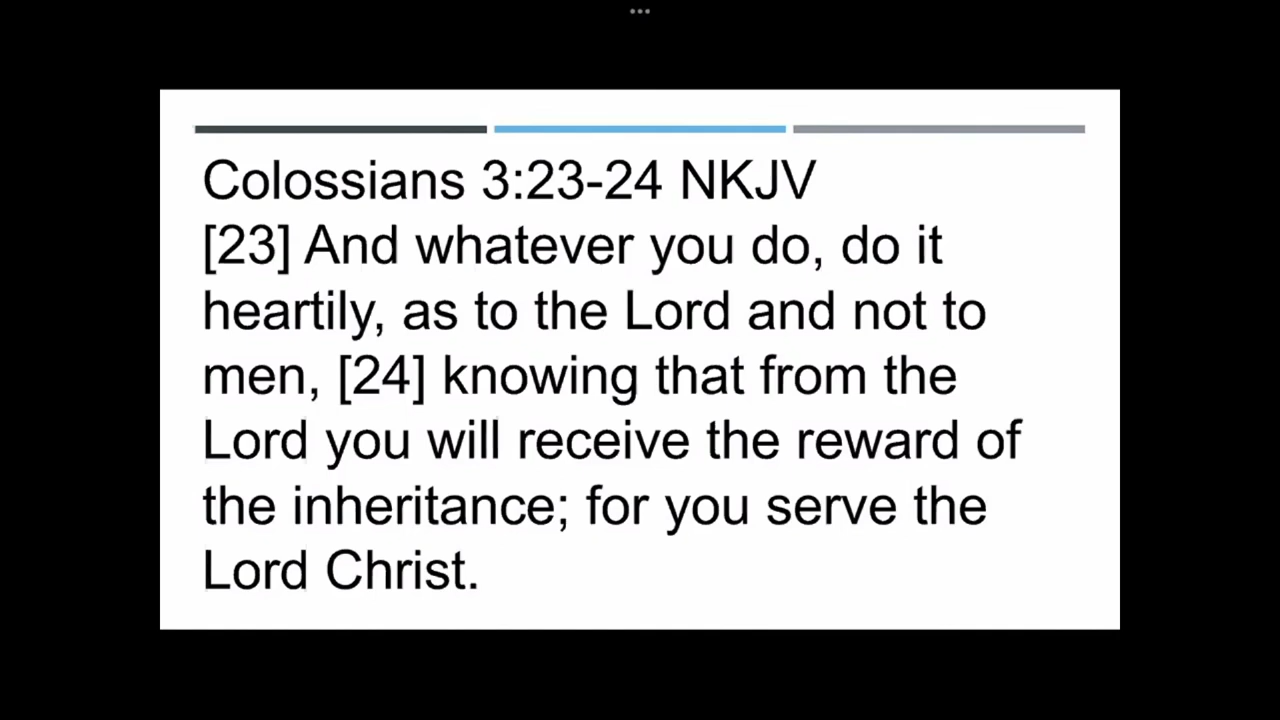 Colossians 3:23-24 NKJV
[23] And whatever you do, do it
heartily, as to the Lord and not to
men, [24] knowing that from the
Lord you will receive the reward of
the inheritance; for you serve the
Lord Christ.